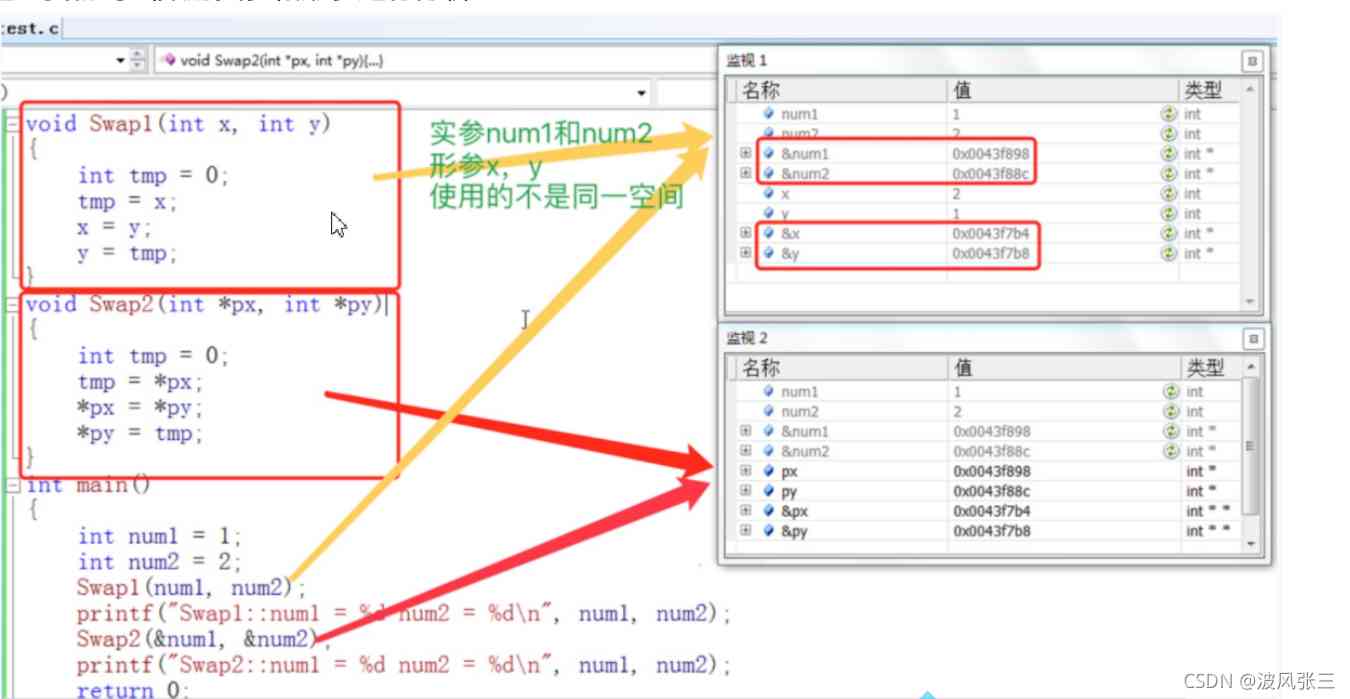 test.c
void Swap2(int *px, int *py){...}
)
void Swap1(int x, int y)
{
int tmp = 0;
tmp = x;
x = y;
y = tmp;
}
void Swap2(int *px, int *py)
{
int tmp = 0;
tmp = *px;
*px = *py;
*py = tmp;
}
int main()
{
int num1 = 1;
int num2 = 2;
Swap1(num1, num2);
printf("Swap1::num1 = %d num2 = %d\n", num1, num2);
Swap2(&num1, &num2);
printf("Swap2::num1 = %d num2 = %d\n", num1, num2);
return 0;
实参num1和num2
形参x，y
使用的不是同一空间
监视 1
名称 值 类型
num1 1 int
num2 2 int
&num1 0x0043f898 int *
&num2 0x0043f88c int *
x 2 int
y 1 int
&x 0x0043f7b4 int *
&y 0x0043f7b8 int *
监视 2
名称 值 类型
num1 1 int
num2 2 int
&num1 0x0043f898 int *
&num2 0x0043f88c int *
px 0x0043f898 int *
py 0x0043f88c int *
&px 0x0043f7b4 int * *
&py 0x0043f7b8 int * *
CSDN @波风张三